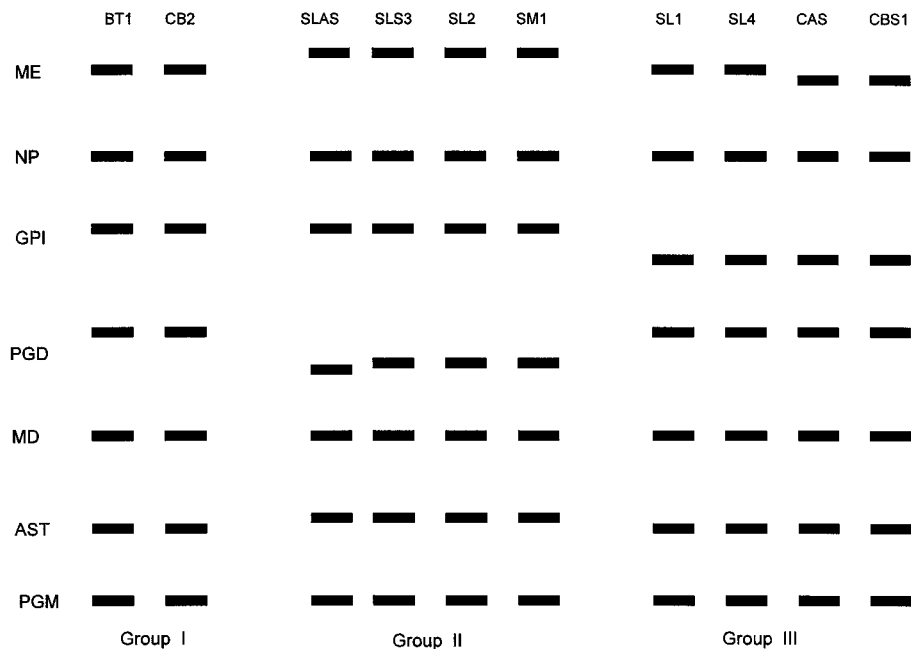 BT1 CB2 SLAS SLS3 SL2 SM1 SL1 SL4 CAS CBS1
ME
NP
GPI
PGD
MD
AST
PGM
Group I Group II Group III